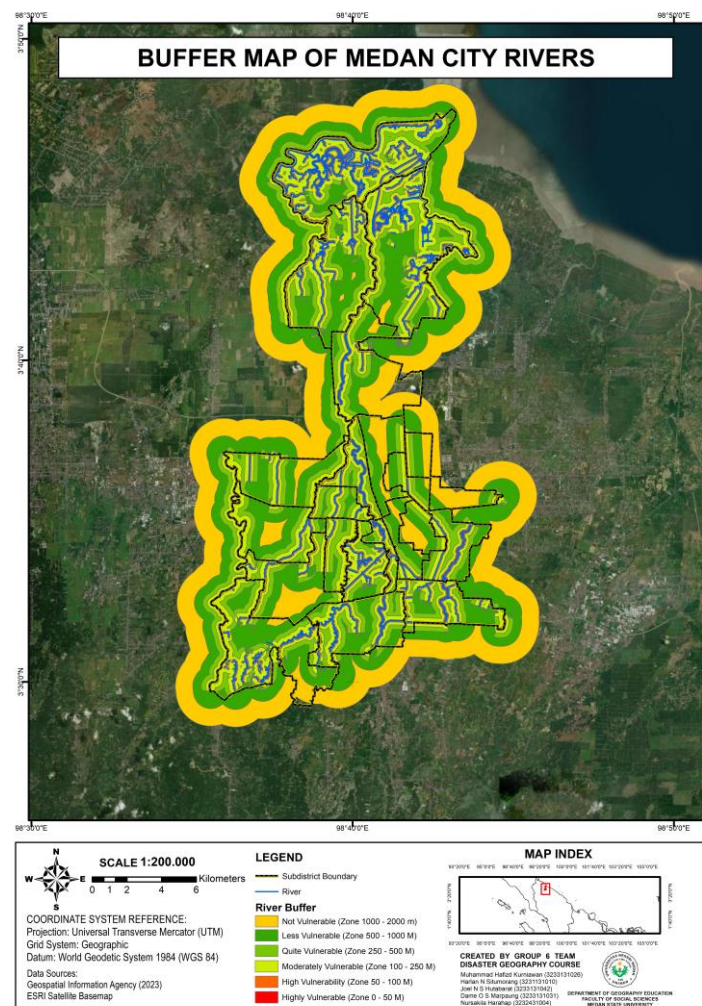 98°30'0"E 98°40'0"E 98°50'0"E
3°50'0"N
BUFFER MAP OF MEDAN CITY RIVERS
3°40'0"N
3°30'0"N
98°30'0"E 98°40'0"E 98°50'0"E
N
W E
S
SCALE 1:200.000
0 1 2 4 6 Kilometers
COORDINATE SYSTEM REFERENCE:
Projection: Universal Transverse Mercator (UTM)
Grid System: Geographic
Datum: World Geodetic System 1984 (WGS 84)
Data Sources:
Geospatial Information Agency (2023)
ESRI Satellite Basemap
LEGEND
Subdistrict Boundary
River
River Buffer
Not Vulnerable (Zone 1000 - 2000 m)
Less Vulnerable (Zone 500 - 1000 M)
Quite Vulnerable (Zone 250 - 500 M)
Moderately Vulnerable (Zone 100 - 250 M)
High Vulnerability (Zone 50 - 100 M)
Highly Vulnerable (Zone 0 - 50 M)
MAP INDEX
CREATED BY GROUP 6 TEAM
DISASTER GEOGRAPHY COURSE
Muhammad Hafizd Kurniawan (3233131026)
Harlan N Situmorang (3231131010)
Joel N S Hutabarat (3233131042)
Dame O S Marpaung (3231131031)
Nursakila Harahap (3232431004)
DEPARTMENT OF GEOGRAPHY EDUCATION
FACULTY OF SOCIAL SCIENCES
MEDAN STATE UNIVERSITY